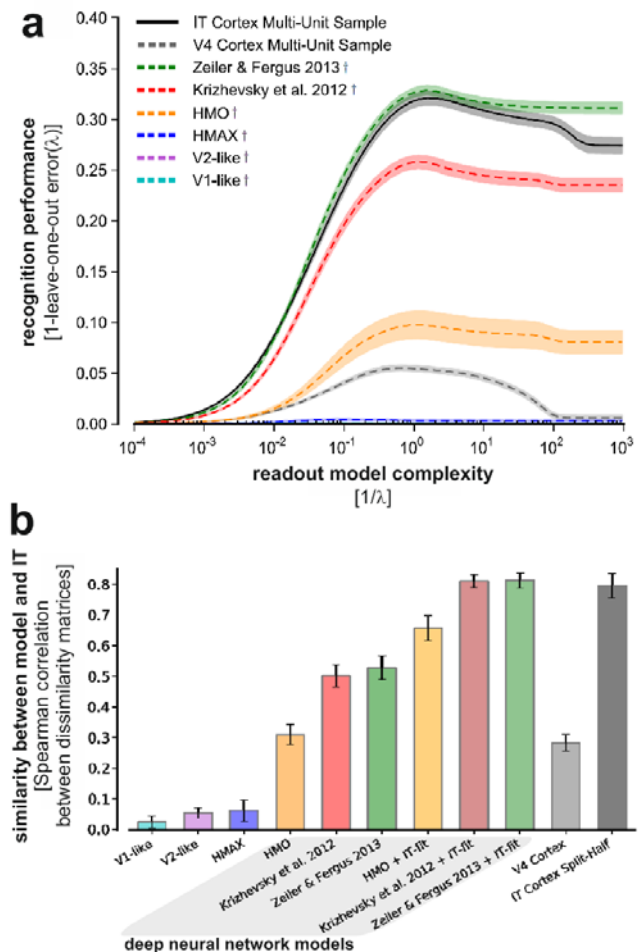 a
IT Cortex Multi-Unit Sample
V4 Cortex Multi-Unit Sample
Zeiler & Fergus 2013 †
Krizhevsky et al. 2012 †
HMO †
HMAX †
V2-like †
V1-like †
recognition performance
[1-leave-one-out error(λ)]
0.40
0.35
0.30
0.25
0.20
0.15
0.10
0.05
0.00
10⁻⁴ 10⁻³ 10⁻² 10⁻¹ 10⁰ 10¹ 10² 10³
readout model complexity
[1/λ]
b
similarity between model and IT
[Spearman correlation
between dissimilarity matrices]
0.8
0.7
0.6
0.5
0.4
0.3
0.2
0.1
0.0
V1-like
V2-like
HMAX
HMO
Krizhevsky et al. 2012
Zeiler & Fergus 2013
HMO + IT-fit
Krizhevsky et al. 2012 + IT-fit
Zeiler & Fergus 2013 + IT-fit
V4 Cortex
IT Cortex Split-Half
deep neural network models